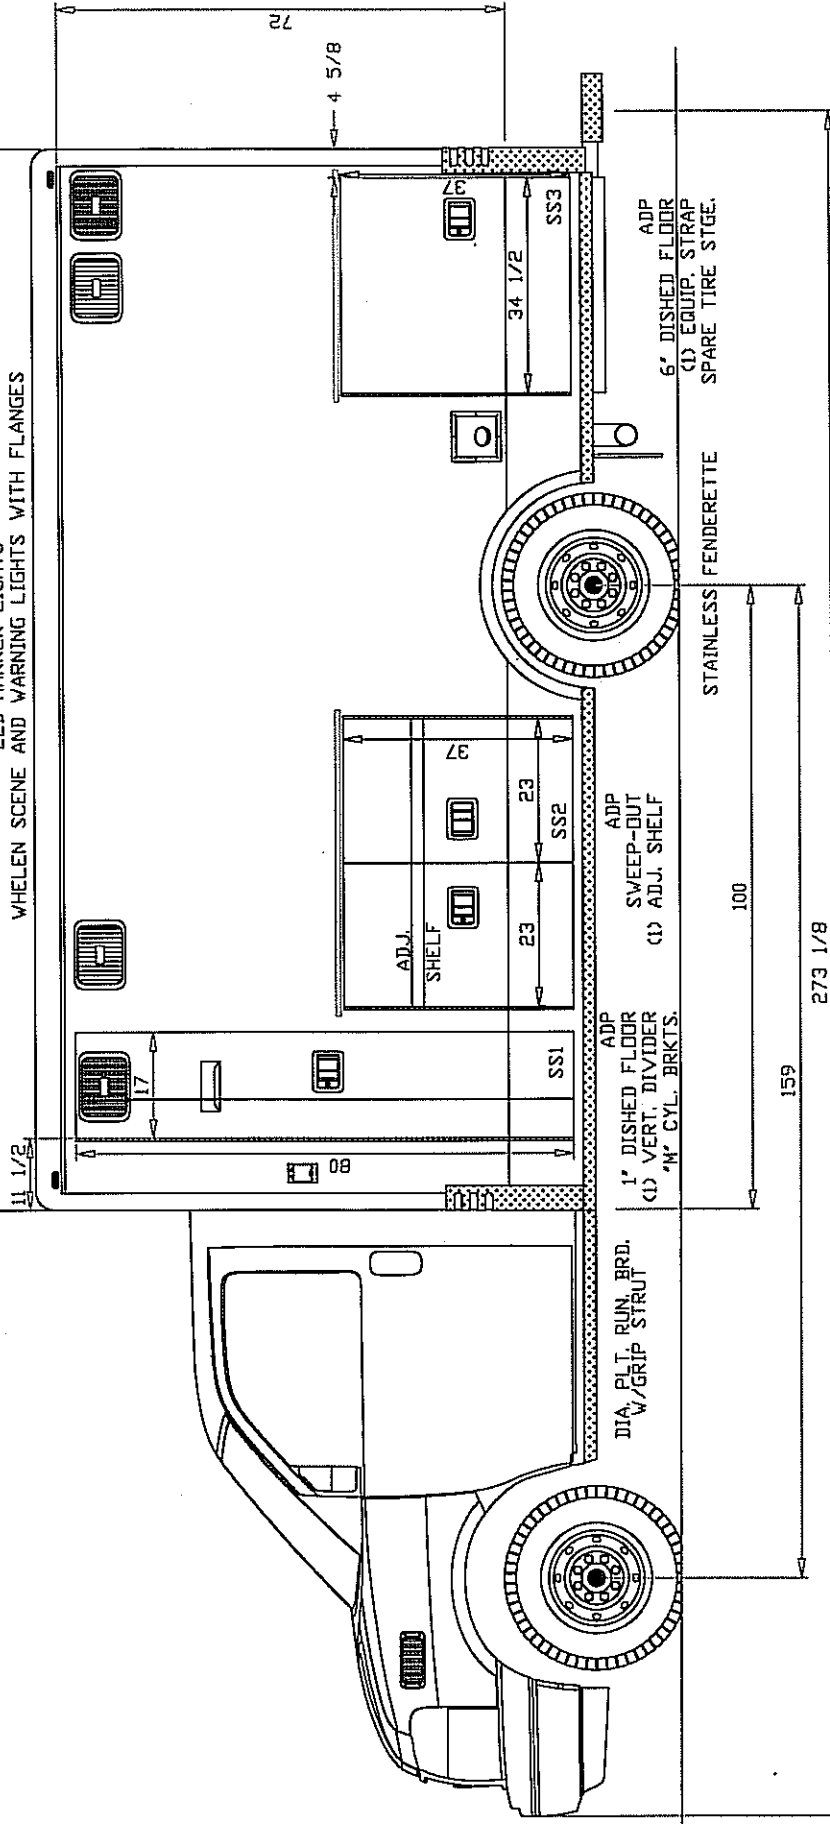 WHELEN SCENE AND WARNING LIGHTS WITH FLANGES
11 1/2
72
4 5/8
17
80
SS1
ADJ.
SHELF
37
23
23
SS2
37
34 1/2
SS3
DIA. PLT. RUN. BRD.
W/GRIP STRUT
ADP
1" DISHED FLOOR
(1) VERT. DIVIDER
"M" CYL. BRKTS.
ADP
SWEEP-OUT
(1) ADJ. SHELF
STAINLESS FENDERETTE
ADP
6" DISHED FLOOR
(1) EQUIP. STRAP
SPARE TIRE STGE.
100
159
273 1/8